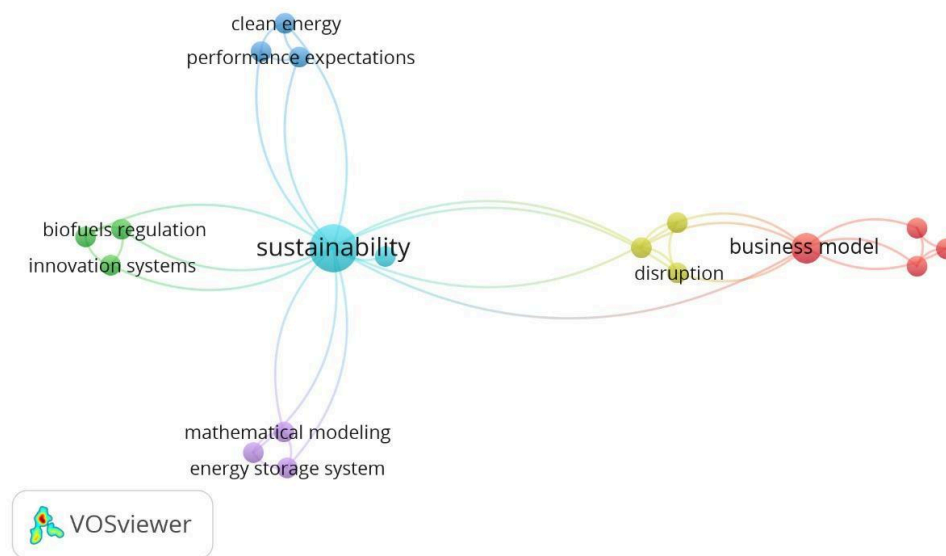 clean energy
performance expectations
biofuels regulation
innovation systems
sustainability
business model
disruption
mathematical modeling
energy storage system
VOSviewer